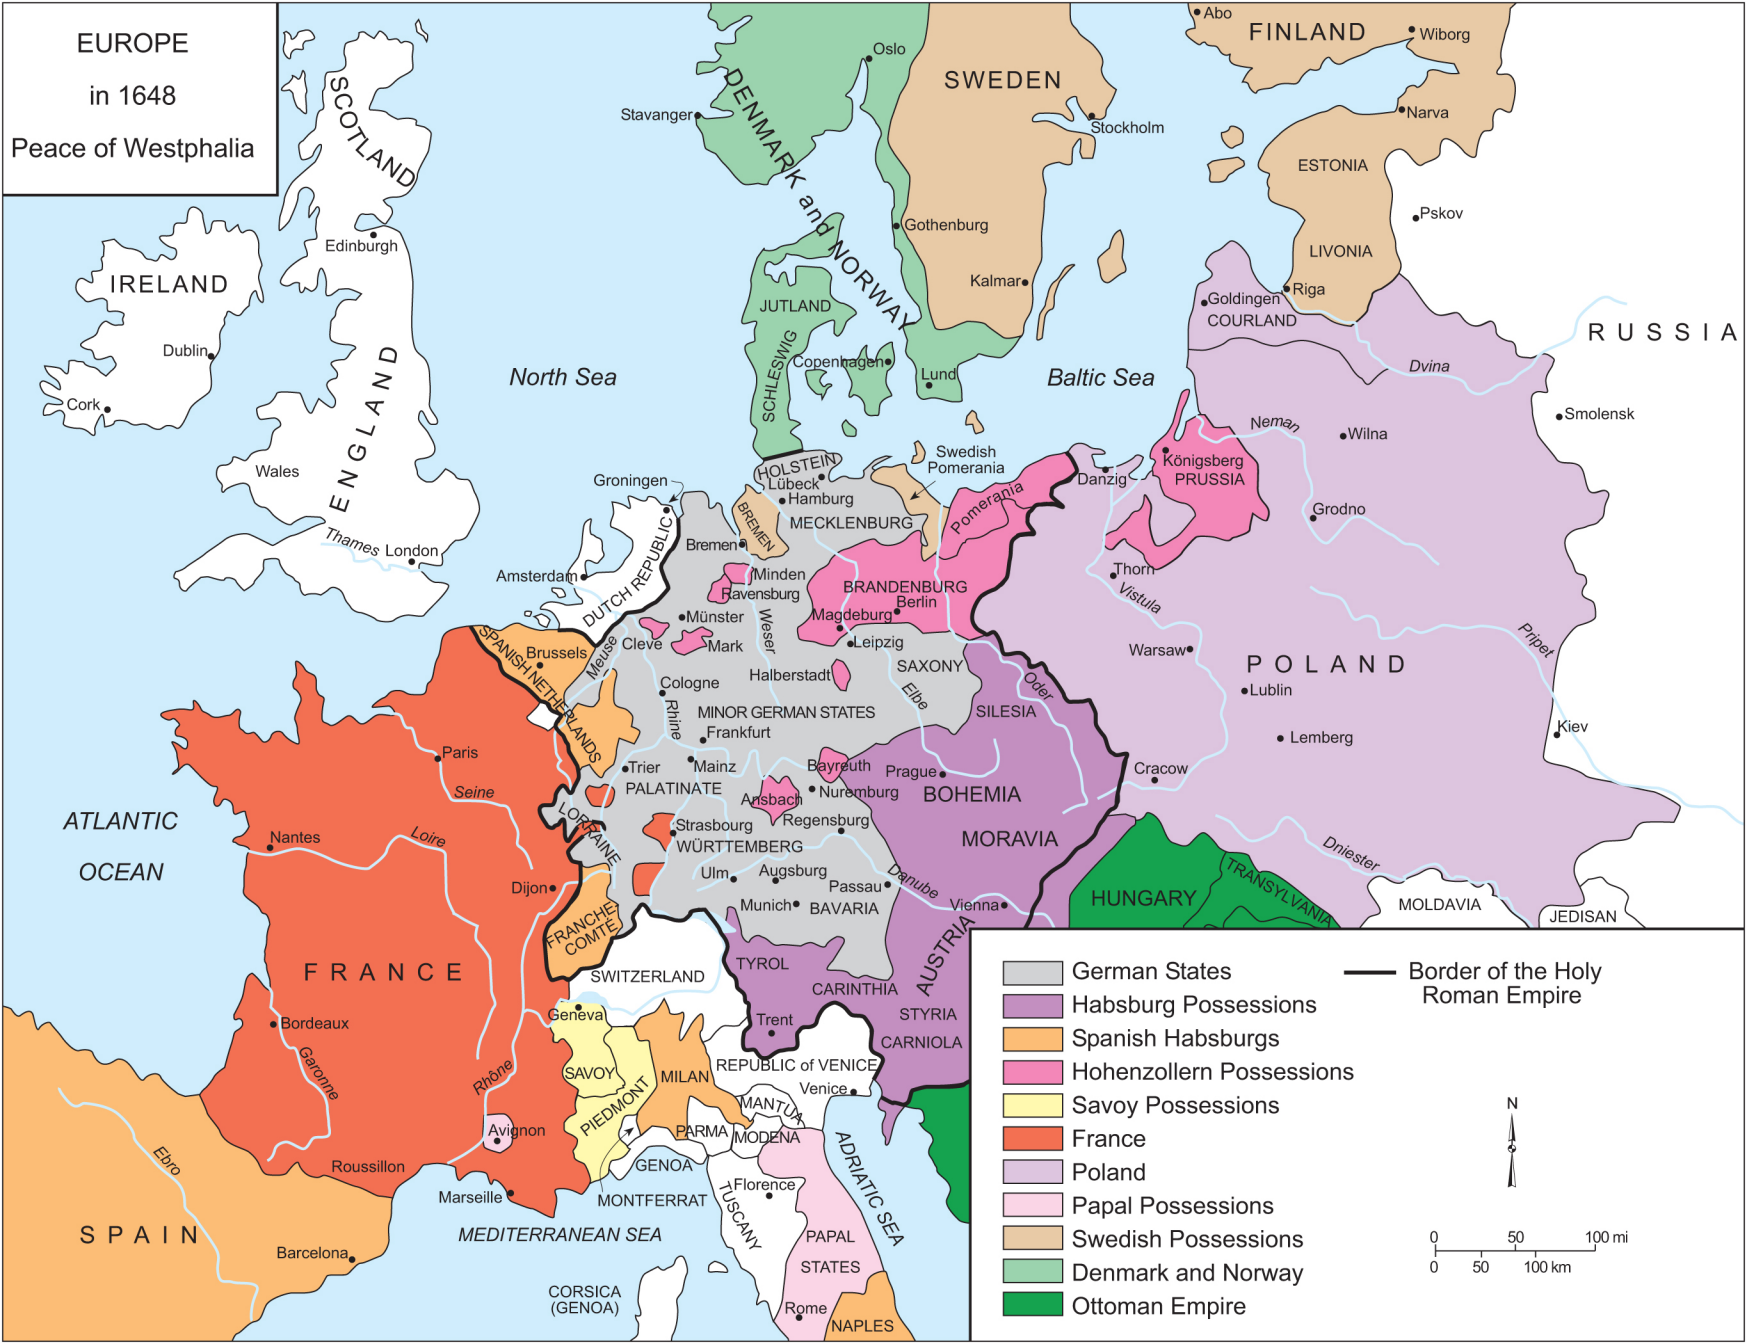 EUROPE
in 1648
Peace of Westphalia
SCOTLAND
Edinburgh
IRELAND
Dublin
Cork
ENGLAND
Wales
Thames
London
North Sea
Stavanger
Oslo
DENMARK and NORWAY
SWEDEN
Stockholm
Gothenburg
Kalmar
FINLAND
Abo
Wiborg
Narva
ESTONIA
Pskov
LIVONIA
Riga
Goldingen
COURLAND
RUSSIA
Dvina
JUTLAND
SCHLESWIG
Copenhagen
Lund
Baltic Sea
Smolensk
Neman
Wilna
Königsberg
PRUSSIA
Grodno
Danzig
Swedish
Pomerania
Pomerania
HOLSTEIN
Lübeck
Hamburg
MECKLENBURG
BREMEN
Bremen
Groningen
Amsterdam
DUTCH REPUBLIC
Minden
Ravensburg
BRANDENBURG
Berlin
Magdeburg
Münster
Weser
Leipzig
Cleve
Mark
Halberstadt
SAXONY
Thorn
Vistula
Warsaw
POLAND
Lublin
Pripet
Kiev
Lemberg
Cracow
Oder
SILESIA
Elbe
SPANISH NETHERLANDS
Brussels
Meuse
Cologne
Rhine
MINOR GERMAN STATES
Frankfurt
Trier
Mainz
PALATINATE
Bayreuth
Ansbach
Nuremburg
Prague
BOHEMIA
MORAVIA
Regensburg
LORRAINE
Strasbourg
WÜRTTEMBERG
Ulm
Augsburg
Passau
Munich
BAVARIA
Danube
Vienna
AUSTRIA
HUNGARY
TRANSYLVANIA
Dniester
MOLDAVIA
JEDISAN
ATLANTIC
OCEAN
Paris
Seine
Nantes
Loire
Dijon
FRANCHE-
COMTÉ
FRANCE
SWITZERLAND
Geneva
TYROL
CARINTHIA
STYRIA
CARNIOLA
Trent
Bordeaux
Garonne
Rhône
SAVOY
PIEDMONT
MILAN
REPUBLIC of VENICE
Venice
MANTUA
PARMA
MODENA
Avignon
Roussillon
Marseille
GENOA
MONTFERRAT
Florence
TUSCANY
ADRIATIC SEA
PAPAL
STATES
Rome
NAPLES
MEDITERRANEAN SEA
CORSICA
(GENOA)
Ebro
SPAIN
Barcelona
German States
Habsburg Possessions
Spanish Habsburgs
Hohenzollern Possessions
Savoy Possessions
France
Poland
Papal Possessions
Swedish Possessions
Denmark and Norway
Ottoman Empire
Border of the Holy
Roman Empire
N
0 50 100 mi
0 50 100 km